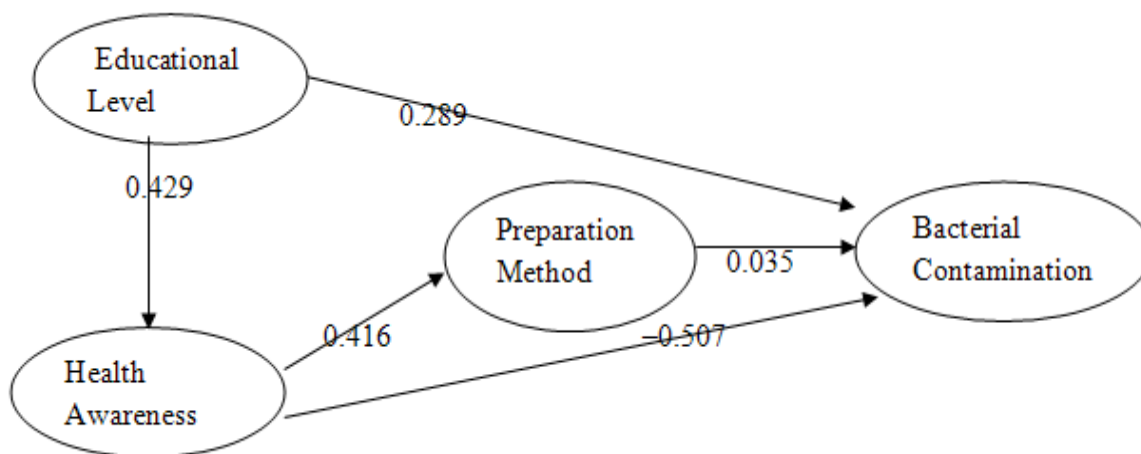 Educational
Level
0.289
0.429
Preparation
Method
0.035
Bacterial
Contamination
0.416
−0.507
Health
Awareness